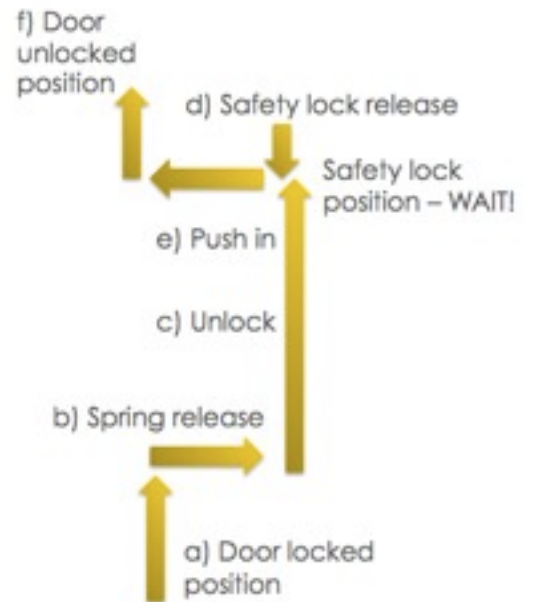 f) Door
unlocked
position
d) Safety lock release
Safety lock
position – WAIT!
e) Push in
c) Unlock
b) Spring release
a) Door locked
position